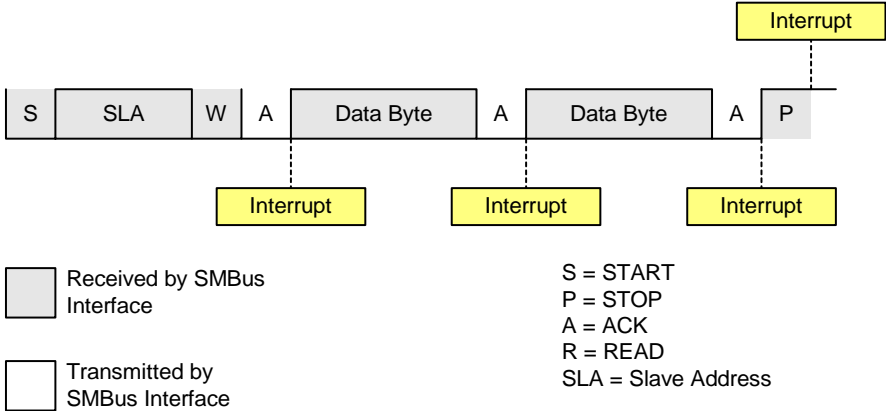 Interrupt
S SLA W A Data Byte A Data Byte A P
Interrupt Interrupt Interrupt
Received by SMBus
Interface
Transmitted by
SMBus Interface
S = START
P = STOP
A = ACK
R = READ
SLA = Slave Address